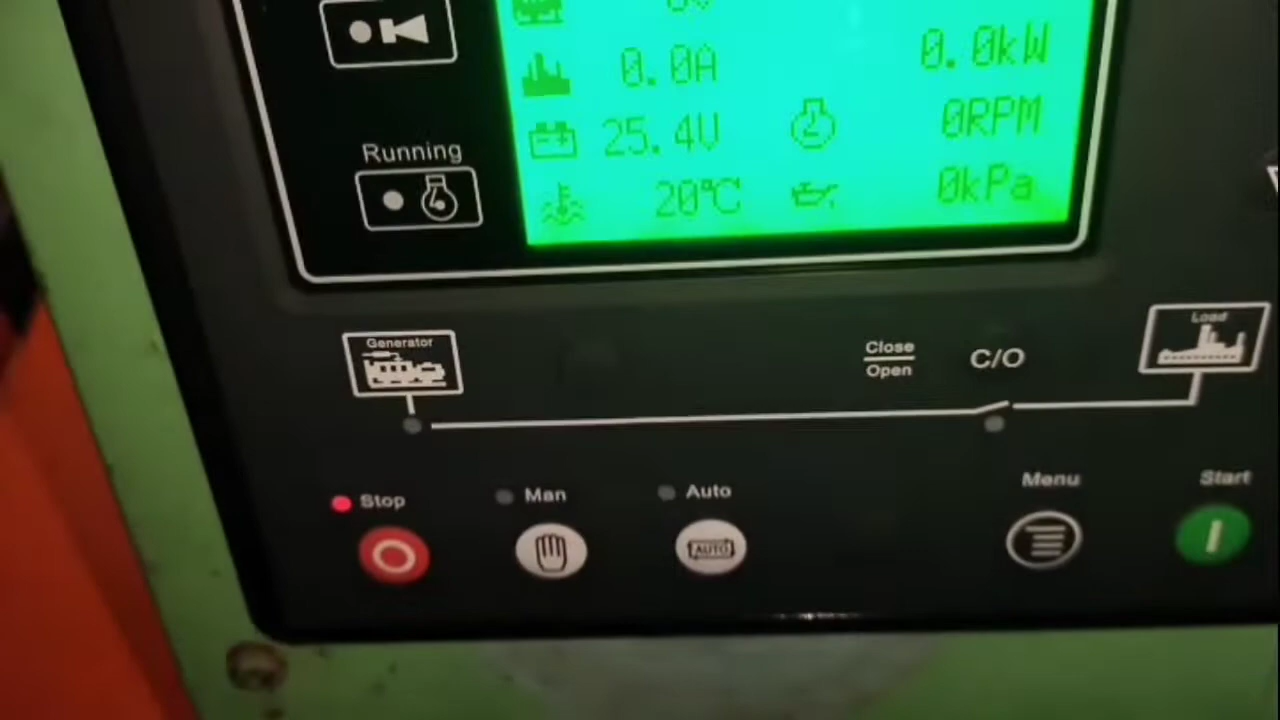 0.0A 0.0kW
25.4V 0RPM
20℃ 0kPa
Running
Generator
Close
Open
C/O
Load
Stop
Man
Auto
AUTO
Menu
Start